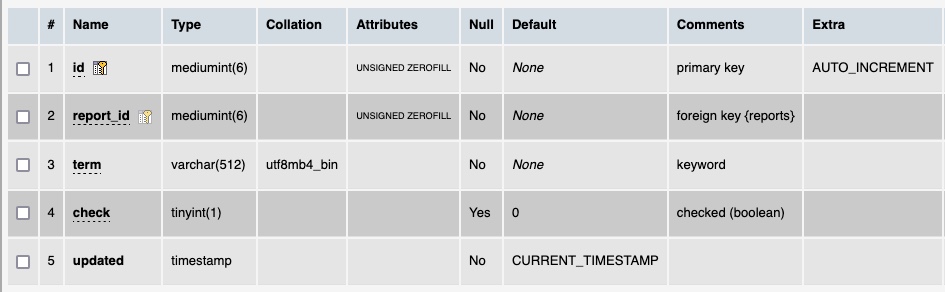 # Name Type Collation Attributes Null Default Comments Extra
1 id mediumint(6) UNSIGNED ZEROFILL No None primary key AUTO_INCREMENT
2 report_id mediumint(6) UNSIGNED ZEROFILL No None foreign key {reports}
3 term varchar(512) utf8mb4_bin No None keyword
4 check tinyint(1) Yes 0 checked (boolean)
5 updated timestamp No CURRENT_TIMESTAMP